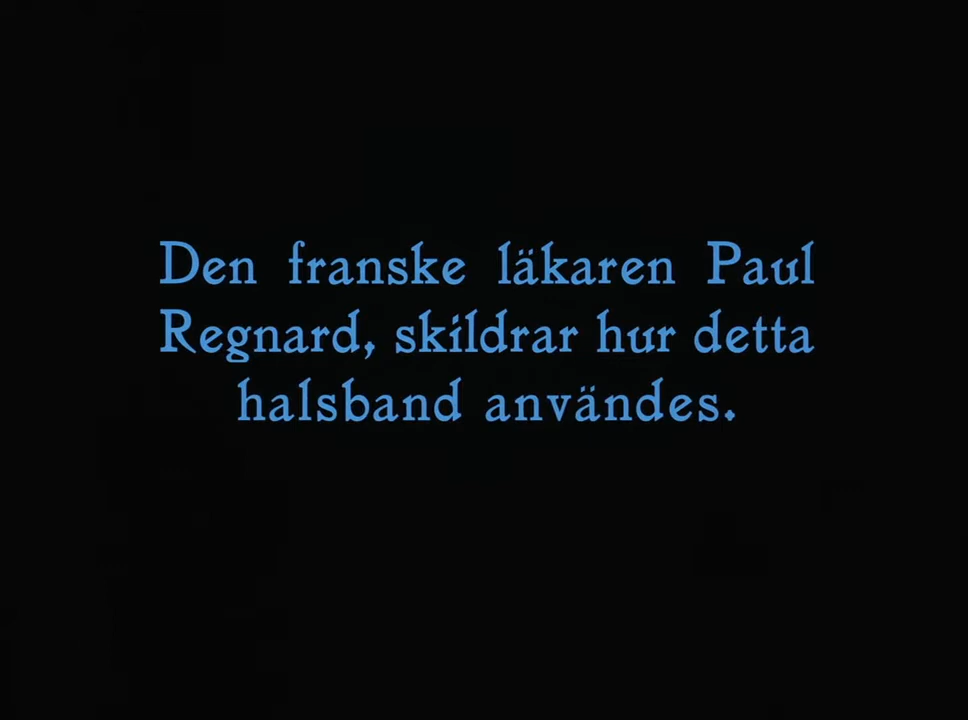 Den franske läkaren Paul
Regnard, skildrar hur detta
halsband användes.